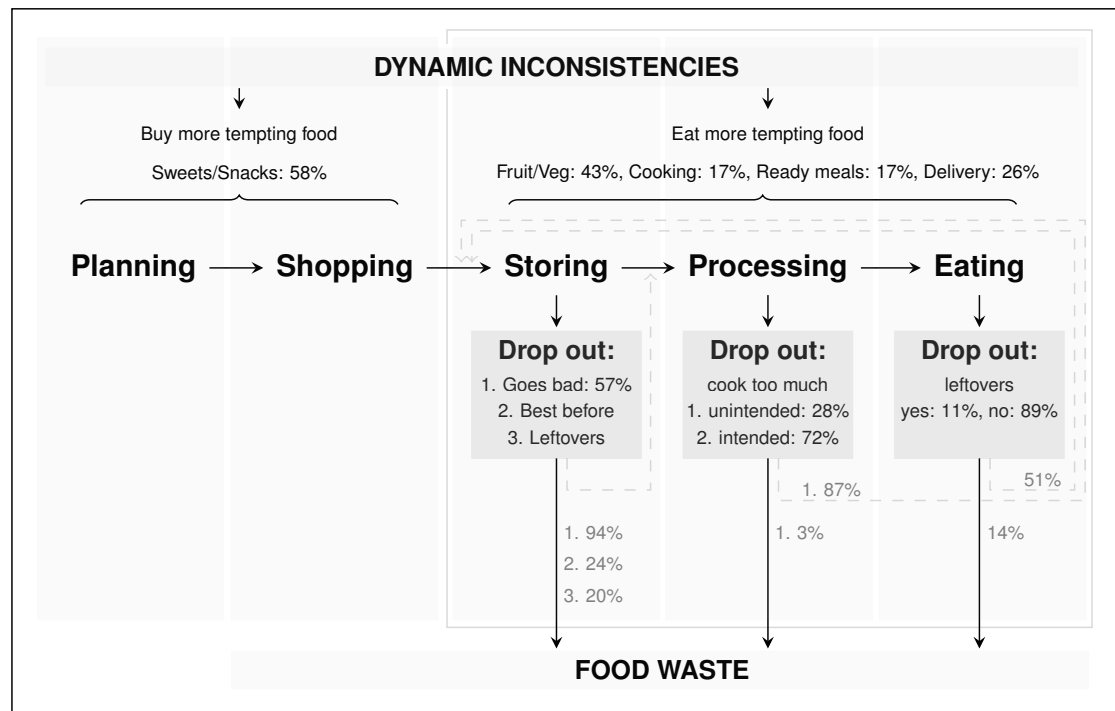 DYNAMIC INCONSISTENCIES
Buy more tempting food
Eat more tempting food
Sweets/Snacks: 58%
Fruit/Veg: 43%, Cooking: 17%, Ready meals: 17%, Delivery: 26%
Planning
Shopping
Storing
Processing
Eating
Drop out:
1. Goes bad: 57%
2. Best before
3. Leftovers
Drop out:
cook too much
1. unintended: 28%
2. intended: 72%
Drop out:
leftovers
yes: 11%, no: 89%
1. 87%
51%
1. 94%
2. 24%
3. 20%
1. 3%
14%
FOOD WASTE